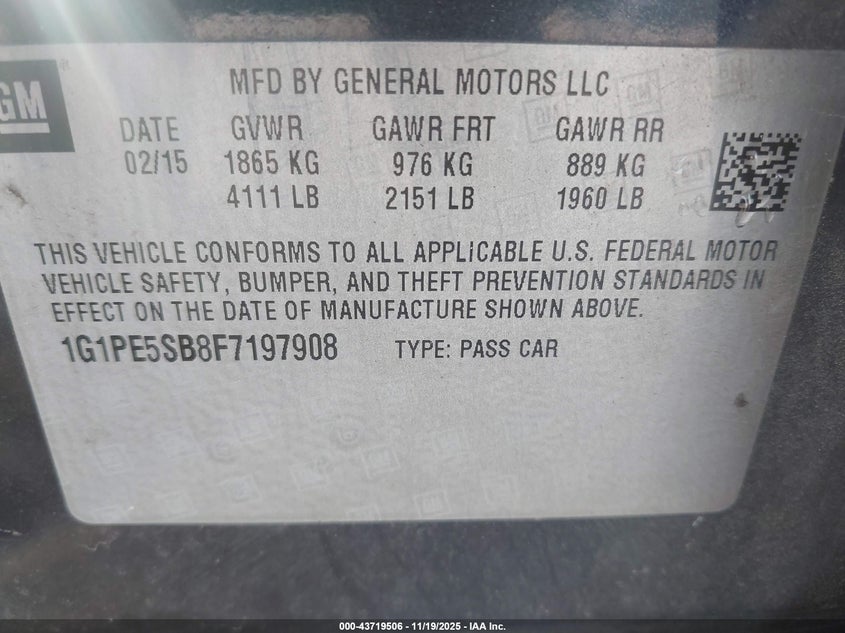 GM
MFD BY GENERAL MOTORS LLC
DATE GVWR GAWR FRT GAWR RR
02/15 1865 KG 976 KG 889 KG
4111 LB 2151 LB 1960 LB
THIS VEHICLE CONFORMS TO ALL APPLICABLE U.S. FEDERAL MOTOR
VEHICLE SAFETY, BUMPER, AND THEFT PREVENTION STANDARDS IN
EFFECT ON THE DATE OF MANUFACTURE SHOWN ABOVE.
1G1PE5SB8F7197908 TYPE: PASS CAR
000-43719506 - 11/19/2025 - IAA Inc.